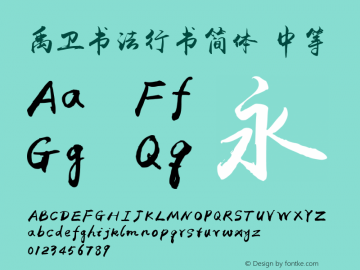 禹卫书法行书简体 中等
Aa Ff
Gg Qq
永
ABCDEFGHIJKLMNOPQRSTUVWXYZ
ABCDEFGHIJKLMNOPQRSTUVWXYZ
0123456789
© Design by fontke.com